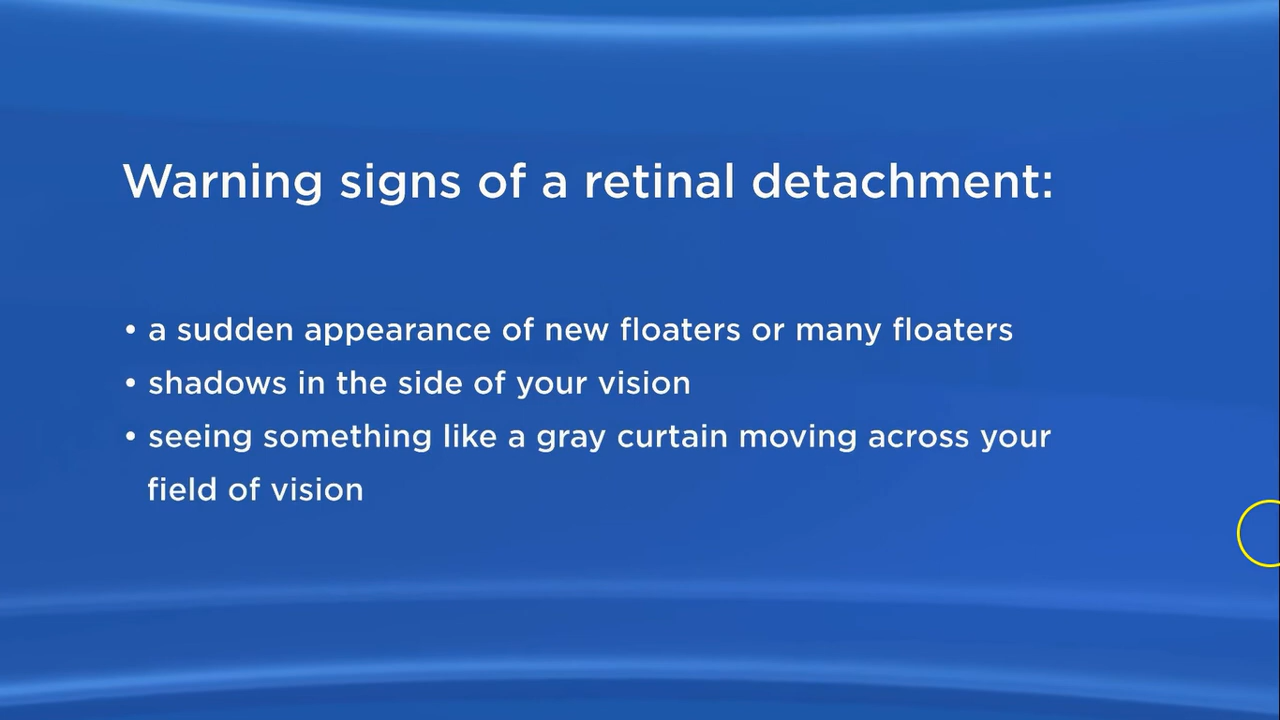 Warning signs of a retinal detachment:
• a sudden appearance of new floaters or many floaters
• shadows in the side of your vision
• seeing something like a gray curtain moving across your
field of vision